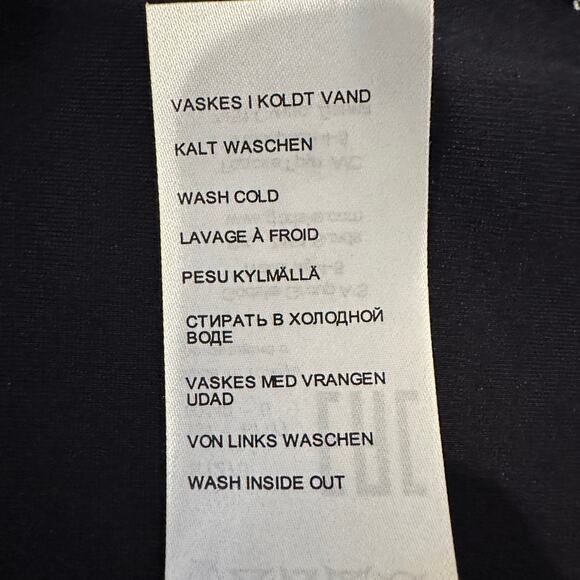 VASKES I KOLDT VAND
KALT WASCHEN
WASH COLD
LAVAGE À FROID
PESU KYLMÄLLÄ
СТИРАТЬ В ХОЛОДНОЙ
ВОДЕ
VASKES MED VRANGEN
UDAD
VON LINKS WASCHEN
WASH INSIDE OUT